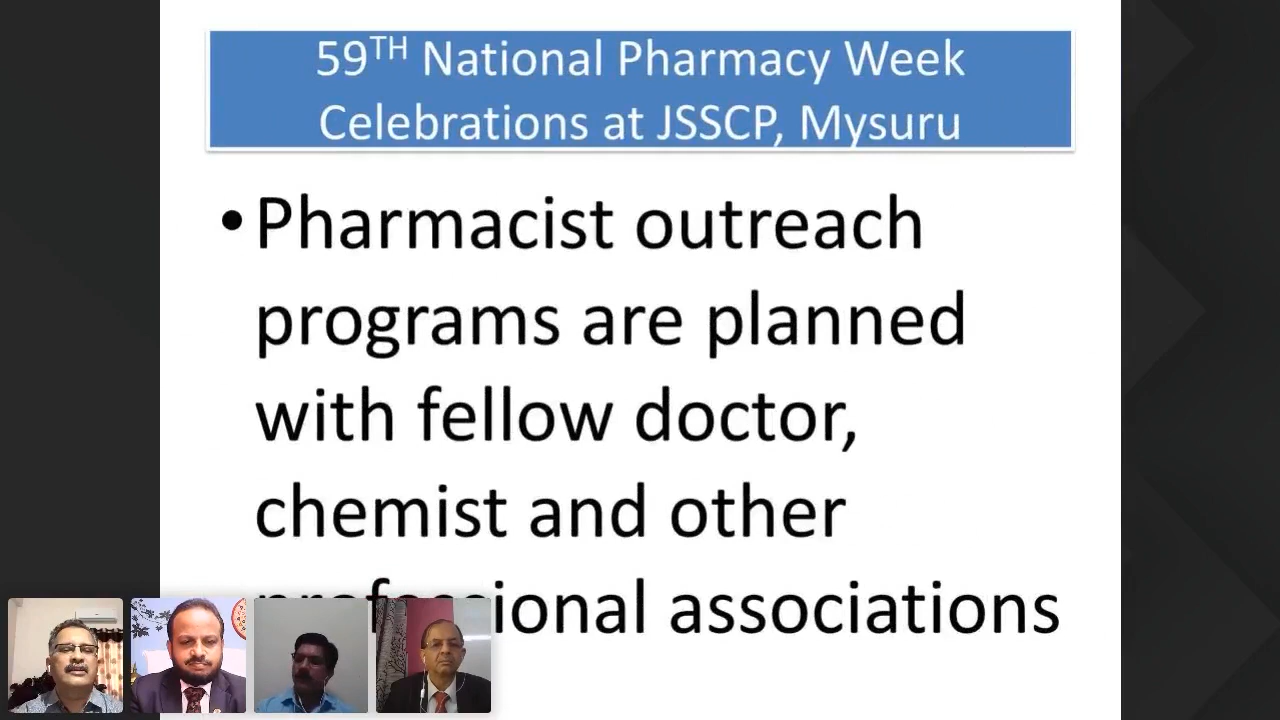 59TH National Pharmacy Week
Celebrations at JSSCP, Mysuru
• Pharmacist outreach
programs are planned
with fellow doctor,
chemist and other
professional associations